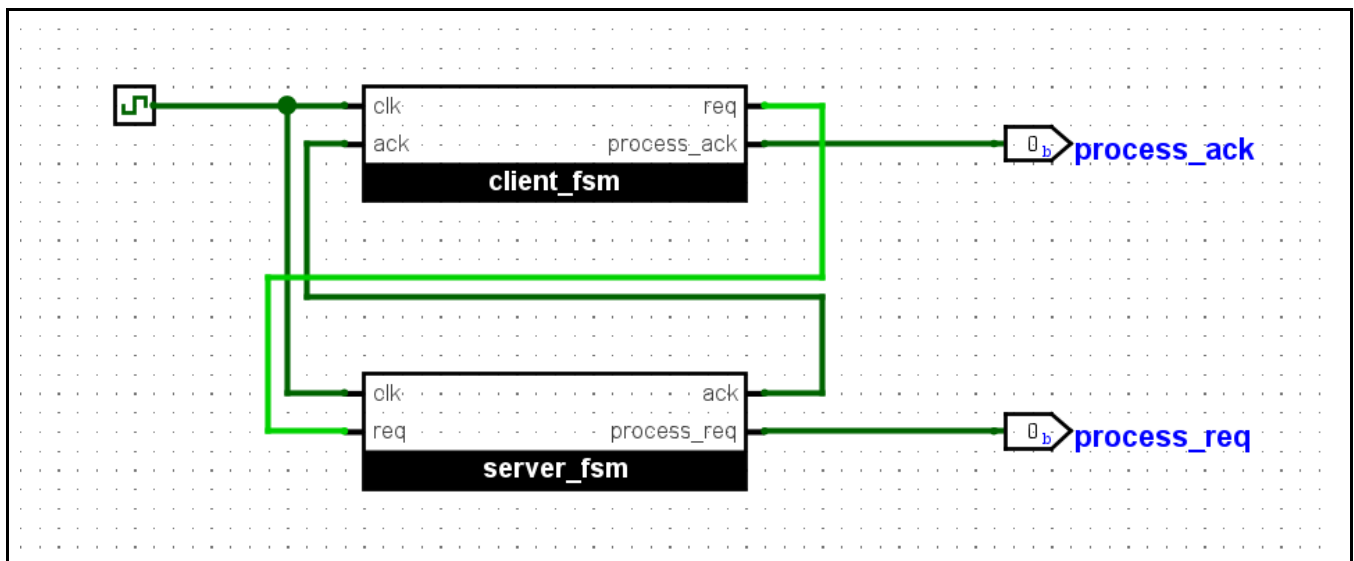 clk req
ack process_ack
0b process_ack
client_fsm
clk ack
req process_req
0b process_req
server_fsm